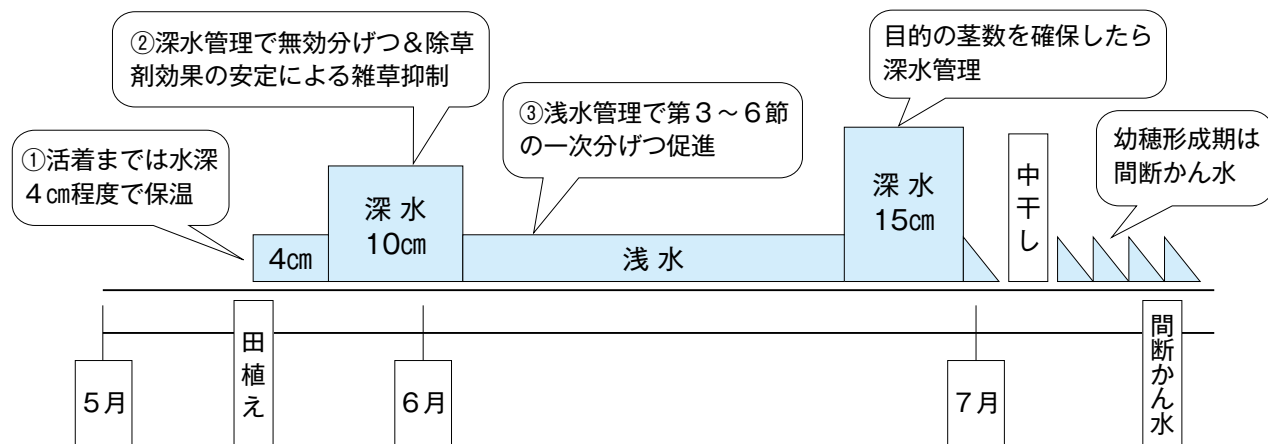 ②深水管理で無効分げつ＆除草
剤効果の安定による雑草抑制
目的の茎数を確保したら
深水管理
③浅水管理で第３～６節
の一次分げつ促進
①活着までは水深
４㎝程度で保温
幼穂形成期は
間断かん水
4㎝
深 水
10㎝
浅 水
深 水
15㎝
中干し
５月
田植え
６月
７月
間断かん水